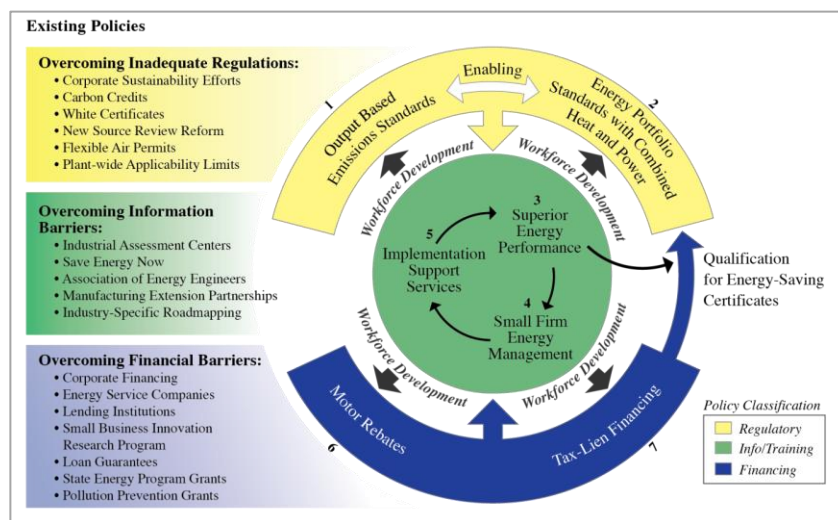 Existing Policies
Overcoming Inadequate Regulations:
• Corporate Sustainability Efforts
• Carbon Credits
• White Certificates
• New Source Review Reform
• Flexible Air Permits
• Plant-wide Applicability Limits
Overcoming Information
Barriers:
• Industrial Assessment Centers
• Save Energy Now
• Association of Energy Engineers
• Manufacturing Extension Partnerships
• Industry-Specific Roadmapping
Overcoming Financial Barriers:
• Corporate Financing
• Energy Service Companies
• Lending Institutions
• Small Business Innovation
Research Program
• Loan Guarantees
• State Energy Program Grants
• Pollution Prevention Grants
1
Output Based
Emissions Standards
Enabling
2
Energy Portfolio
Standards with Combined
Heat and Power
Workforce Development
Workforce Development
3
Superior
Energy
Performance
5
Implementation
Support
Services
4
Small Firm
Energy
Management
Qualification
for Energy-Saving
Certificates
Workforce Development
Workforce Development
Motor Rebates
6
Tax-Lien Financing
7
Policy Classification
Regulatory
Info/Training
Financing